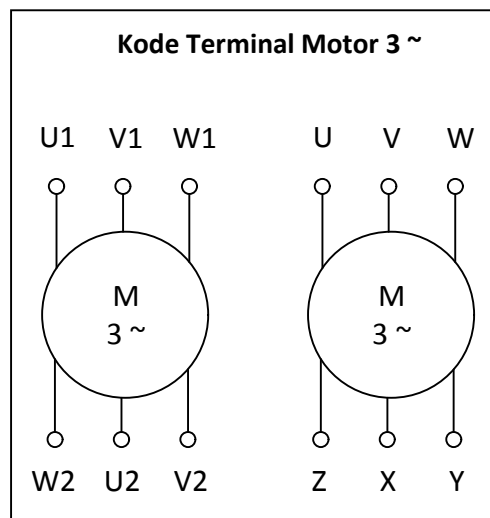 Kode Terminal Motor 3 ~
U1 V1 W1 U V W
M M
3 ~ 3 ~
W2 U2 V2 Z X Y